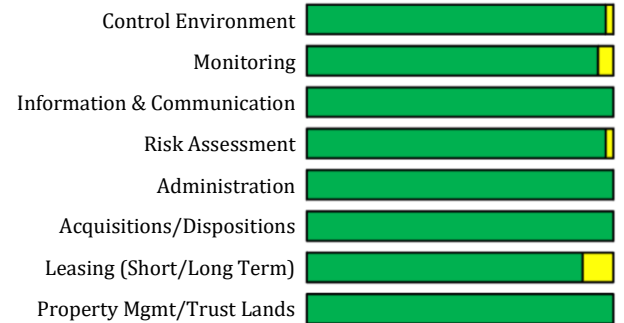 Control Environment
Monitoring
Information & Communication
Risk Assessment
Administration
Acquisitions/Dispositions
Leasing (Short/Long Term)
Property Mgmt/Trust Lands